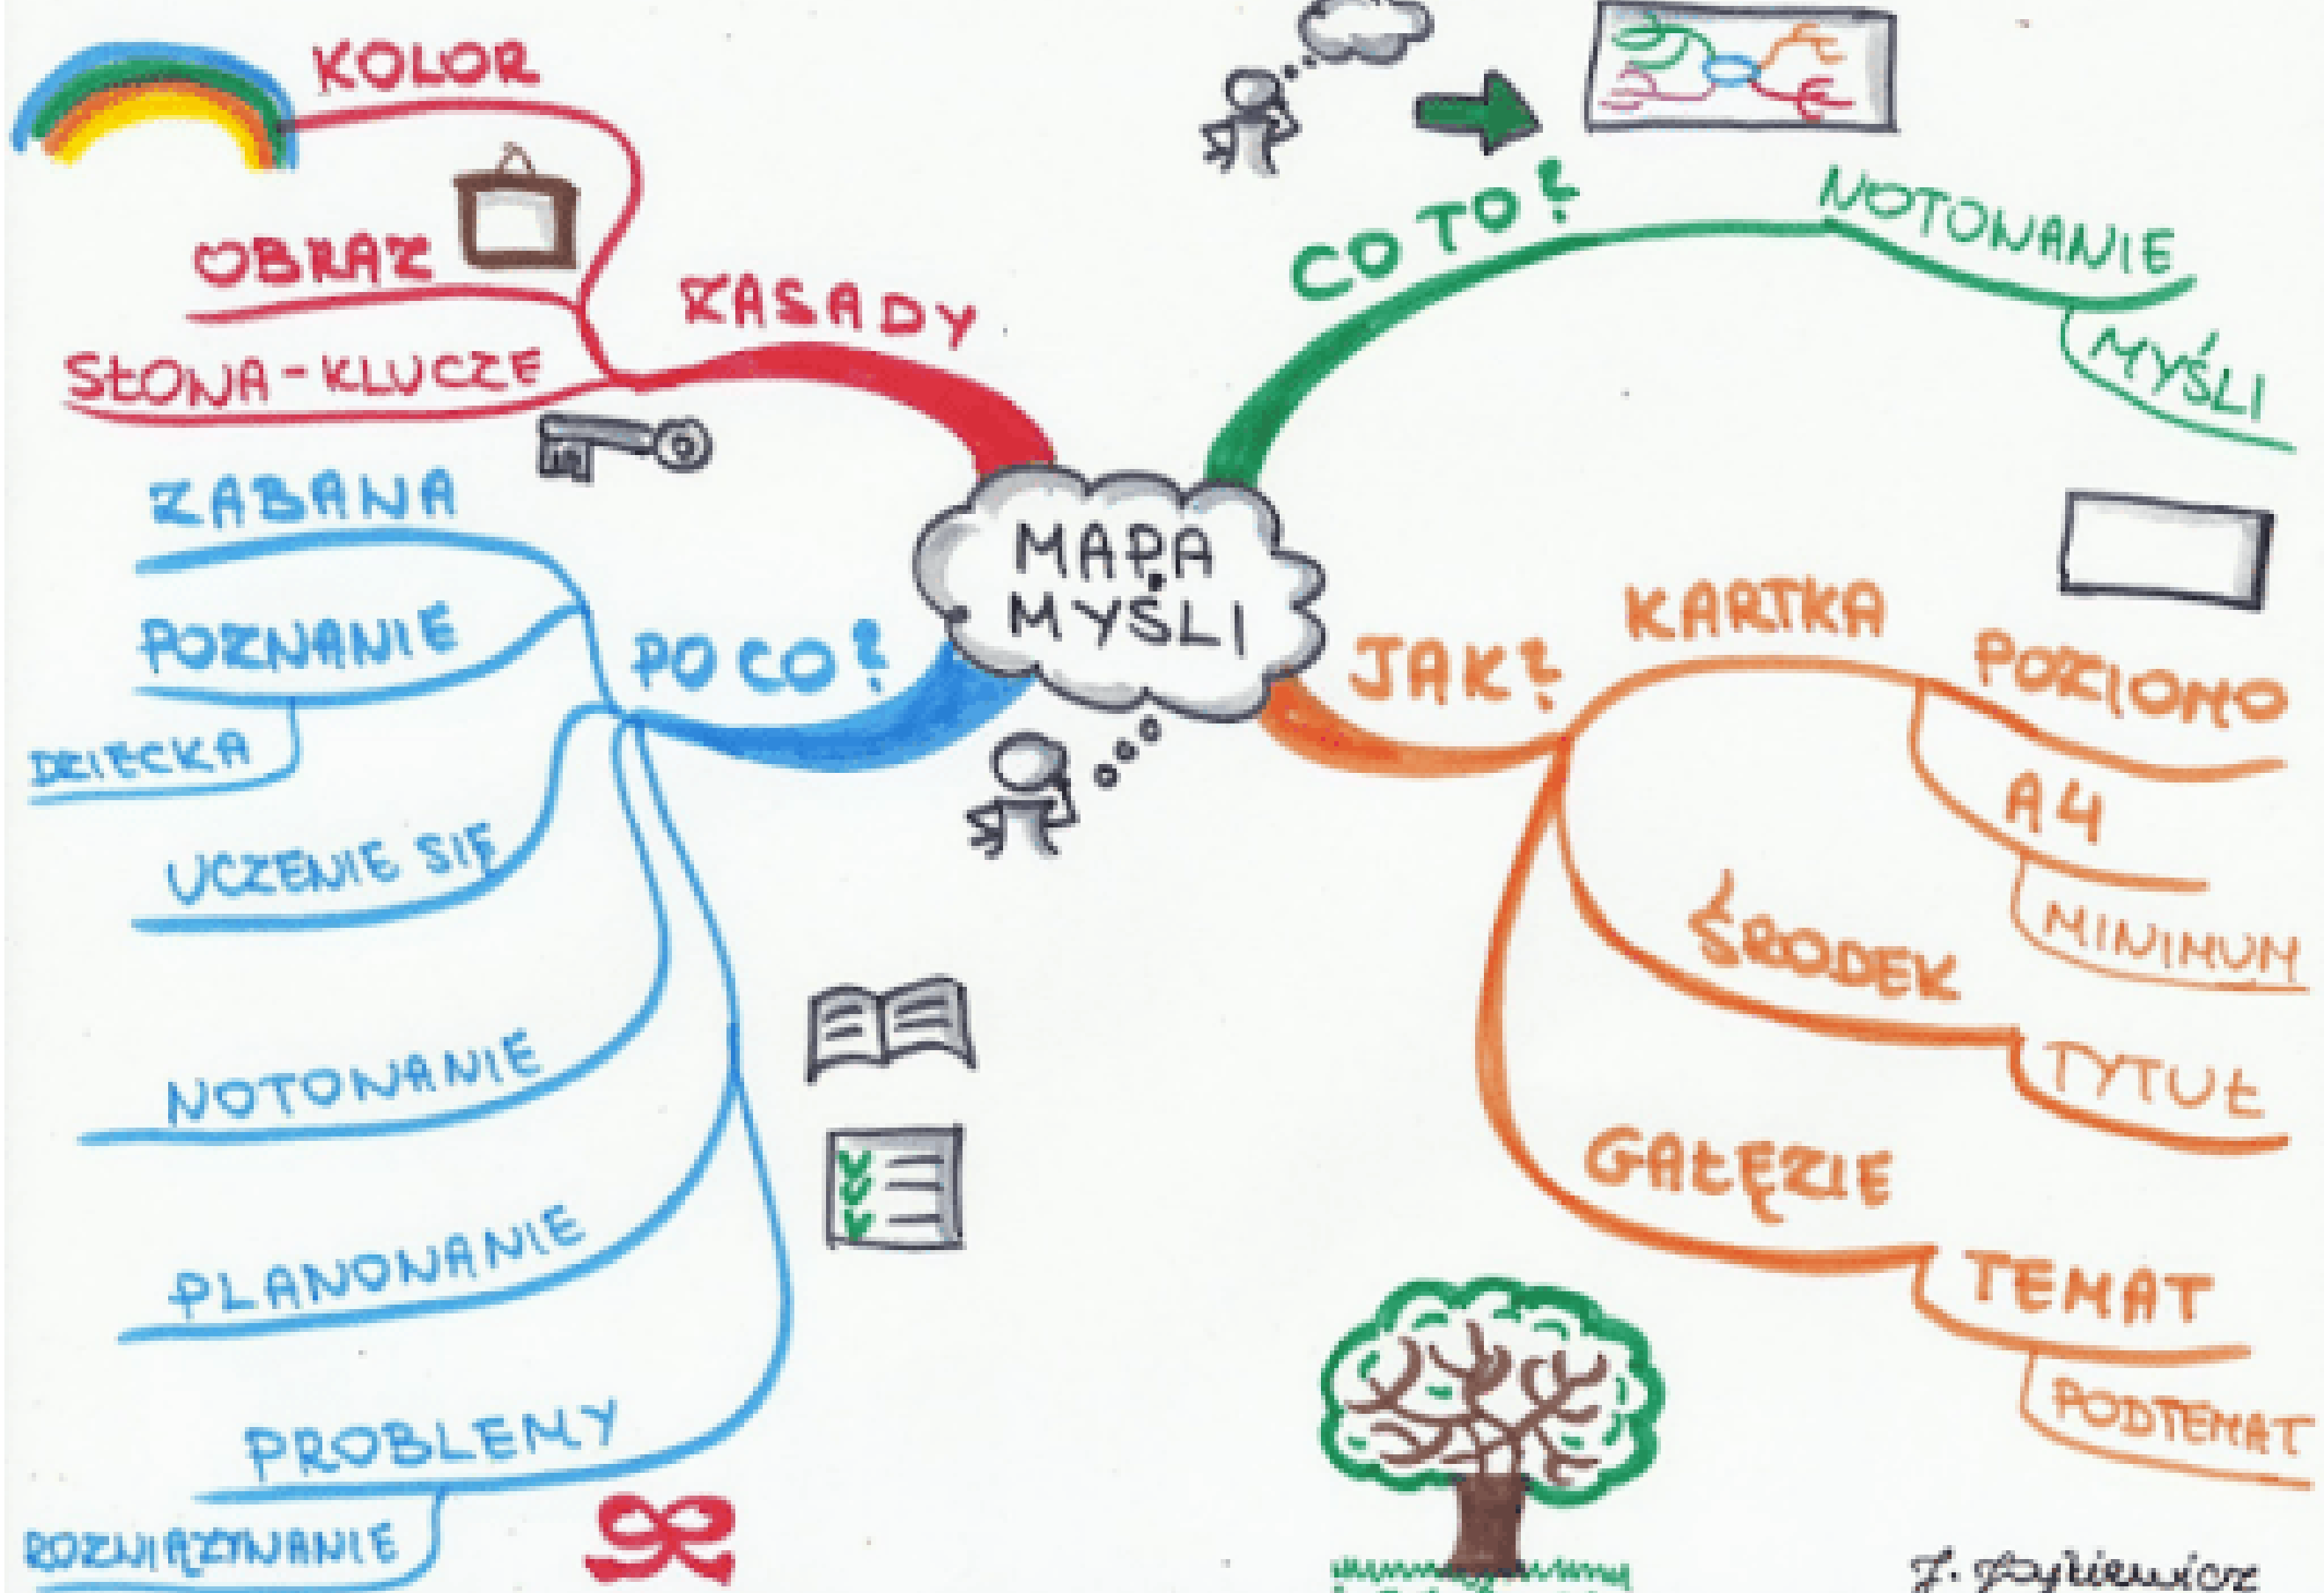 KOLOR
OBRAZ
SŁOWA-KLUCZE
ZASADY
CO TO?
NOTOWANIE
MYŚLI
MAPA
MYŚLI
ZABAWA
POZNANIE
DZIECKA
UCZENIE SIĘ
NOTOWANIE
PLANOWANIE
PROBLEMY
ROZWIĄZYWANIE
PO CO?
JAK?
KARTKA
POZIOMO
A4
MINIMUM
ŚRODEK
TYTUŁ
GAŁĘZIE
TEMAT
PODTEMAT